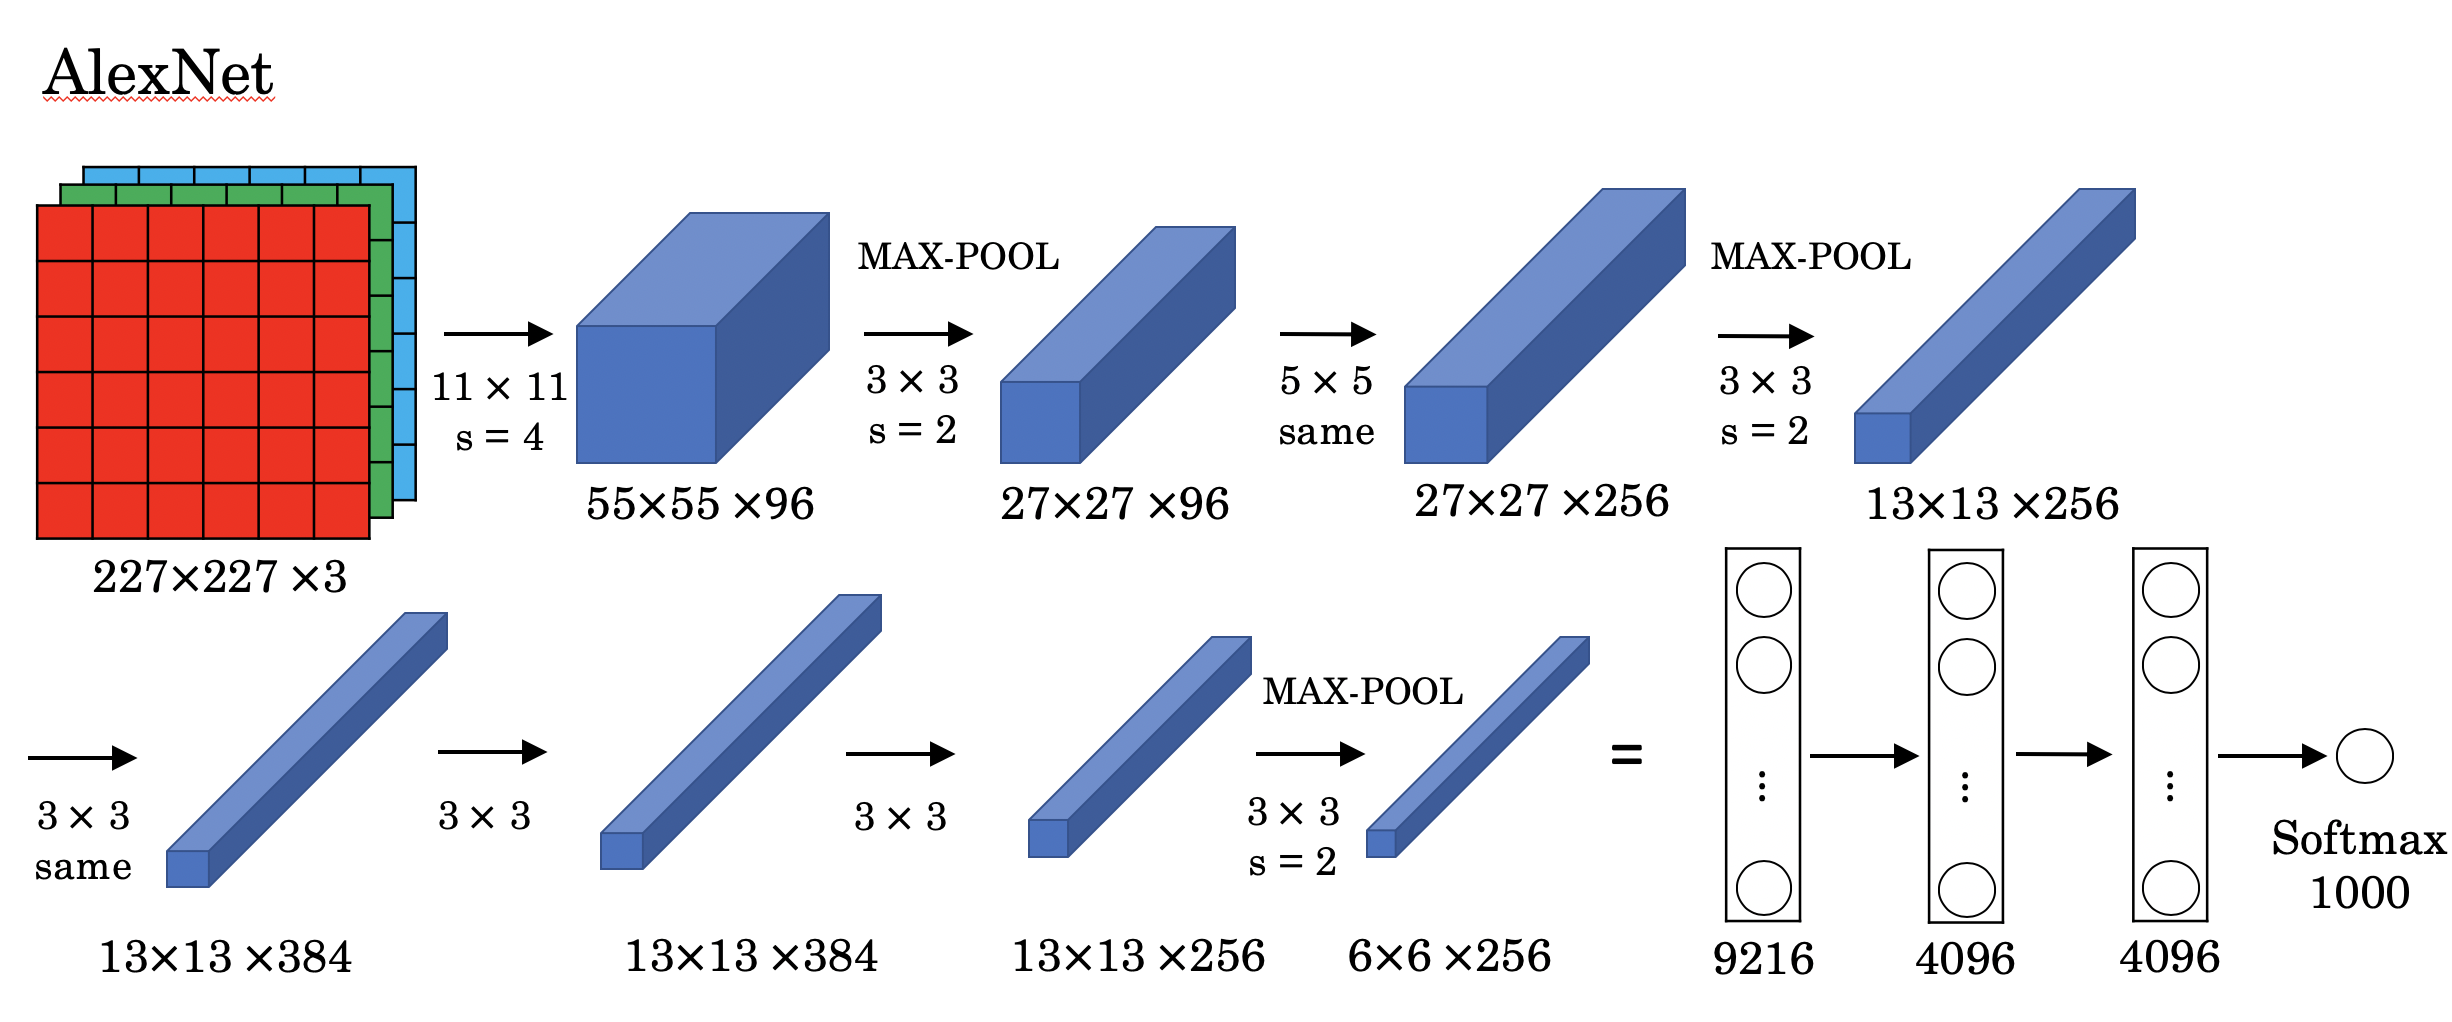 AlexNet
227×227 ×3
11 × 11
s = 4
55×55 ×96
MAX-POOL
3 × 3
s = 2
27×27 ×96
5 × 5
same
27×27 ×256
MAX-POOL
3 × 3
s = 2
13×13 ×256
3 × 3
same
13×13 ×384
3 × 3
13×13 ×384
3 × 3
13×13 ×256
MAX-POOL
3 × 3
s = 2
6×6 ×256
=
9216
4096
4096
Softmax
1000